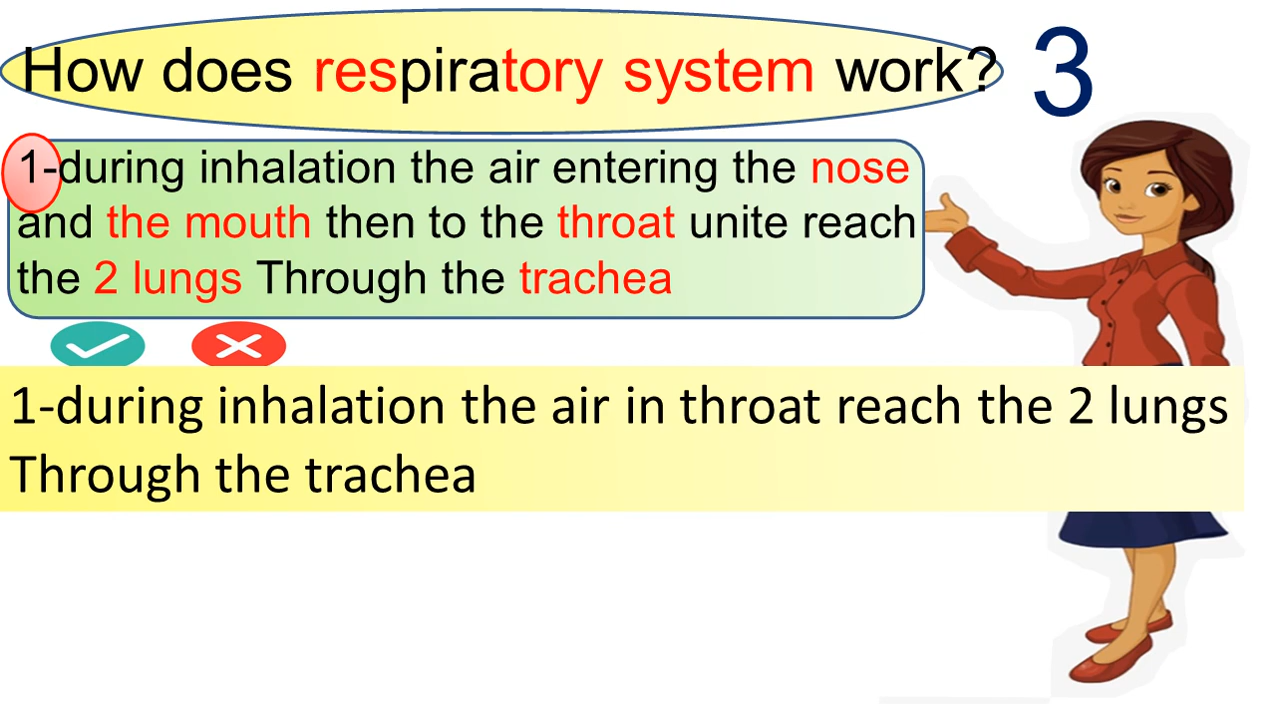 How does respiratory system work?
3
1-during inhalation the air entering the nose
and the mouth then to the throat unite reach
the 2 lungs Through the trachea
1-during inhalation the air in throat reach the 2 lungs
Through the trachea